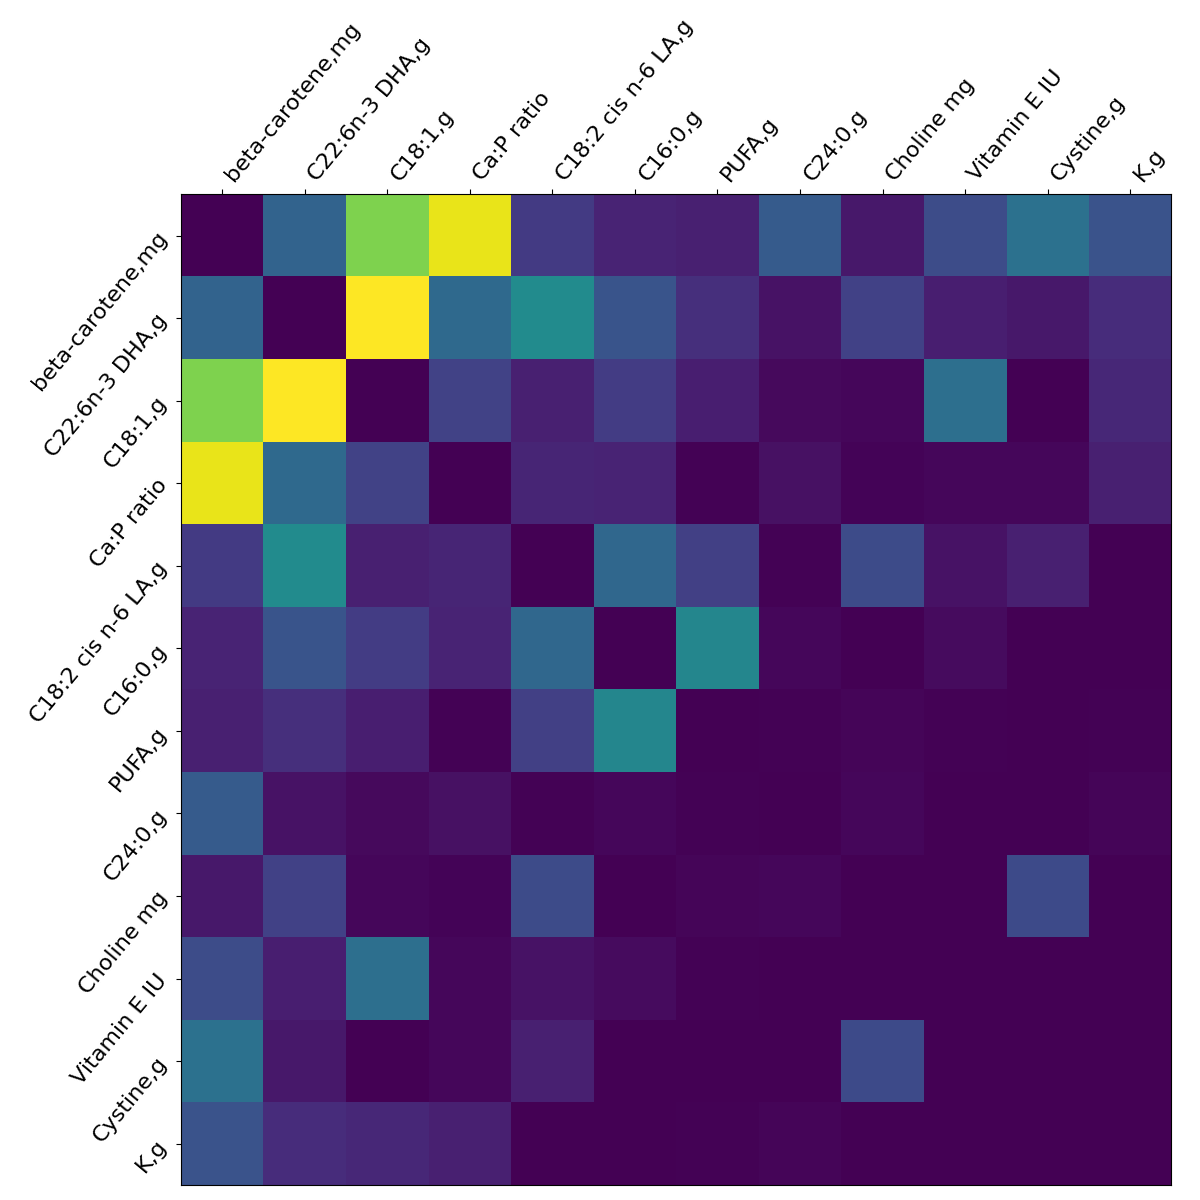 beta-carotene,mg
C22:6n-3 DHA,g
C18:1,g
Ca:P ratio
C18:2 cis n-6 LA,g
C16:0,g
PUFA,g
C24:0,g
Choline mg
Vitamin E IU
Cystine,g
K,g
beta-carotene,mg
C22:6n-3 DHA,g
C18:1,g
Ca:P ratio
C18:2 cis n-6 LA,g
C16:0,g
PUFA,g
C24:0,g
Choline mg
Vitamin E IU
Cystine,g
K,g